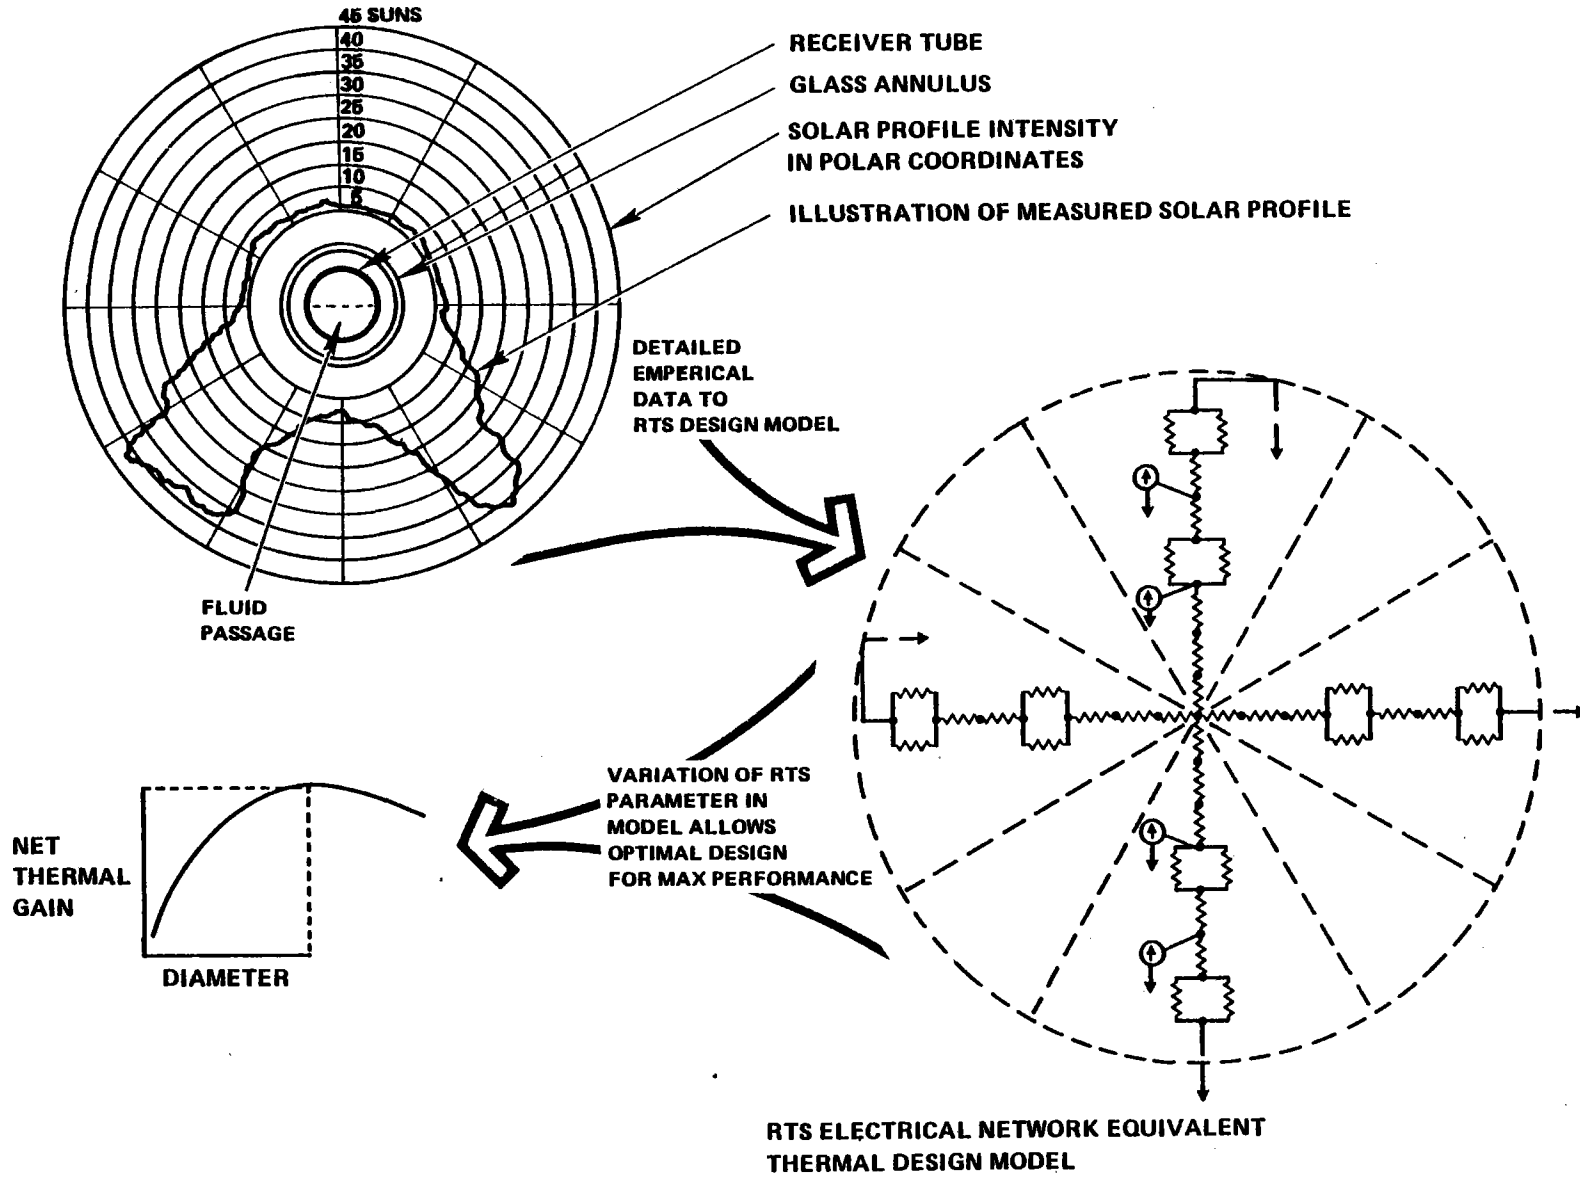 45 SUNS
40
35
30
25
20
15
10
5
RECEIVER TUBE
GLASS ANNULUS
SOLAR PROFILE INTENSITY
IN POLAR COORDINATES
ILLUSTRATION OF MEASURED SOLAR PROFILE
DETAILED
EMPERICAL
DATA TO
RTS DESIGN MODEL
FLUID
PASSAGE
VARIATION OF RTS
PARAMETER IN
MODEL ALLOWS
OPTIMAL DESIGN
FOR MAX PERFORMANCE
NET
THERMAL
GAIN
DIAMETER
RTS ELECTRICAL NETWORK EQUIVALENT
THERMAL DESIGN MODEL